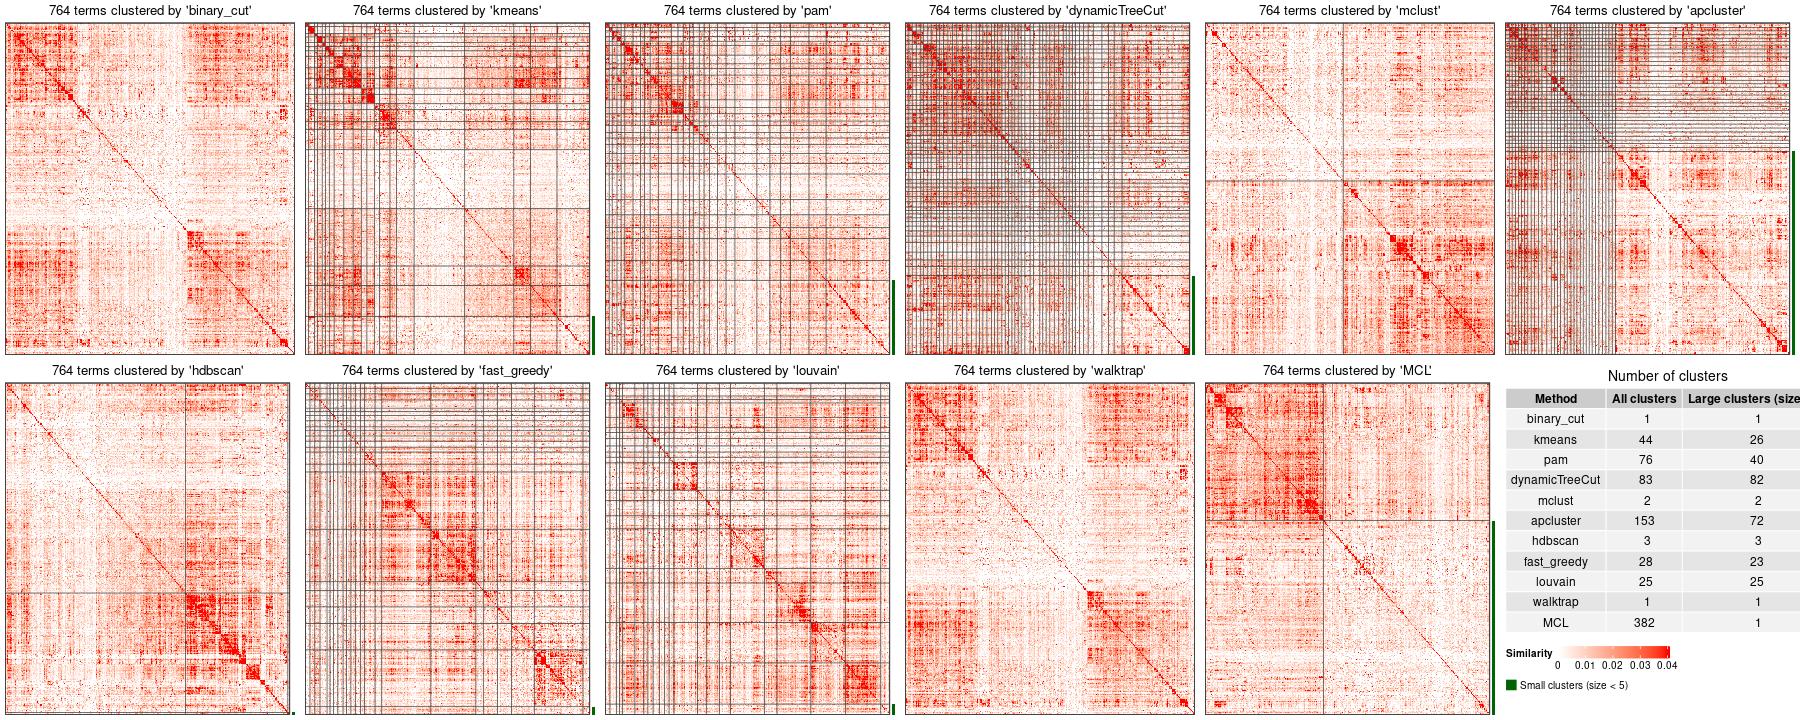 764 terms clustered by 'binary_cut'
764 terms clustered by 'kmeans'
764 terms clustered by 'pam'
764 terms clustered by 'dynamicTreeCut'
764 terms clustered by 'mclust'
764 terms clustered by 'apcluster'
764 terms clustered by 'hdbscan'
764 terms clustered by 'fast_greedy'
764 terms clustered by 'louvain'
764 terms clustered by 'walktrap'
764 terms clustered by 'MCL'
Number of clusters
Method All clusters Large clusters (size
binary_cut 1 1
kmeans 44 26
pam 76 40
dynamicTreeCut 83 82
mclust 2 2
apcluster 153 72
hdbscan 3 3
fast_greedy 28 23
louvain 25 25
walktrap 1 1
MCL 382 1
Similarity
0 0.01 0.02 0.03 0.04
Small clusters (size < 5)